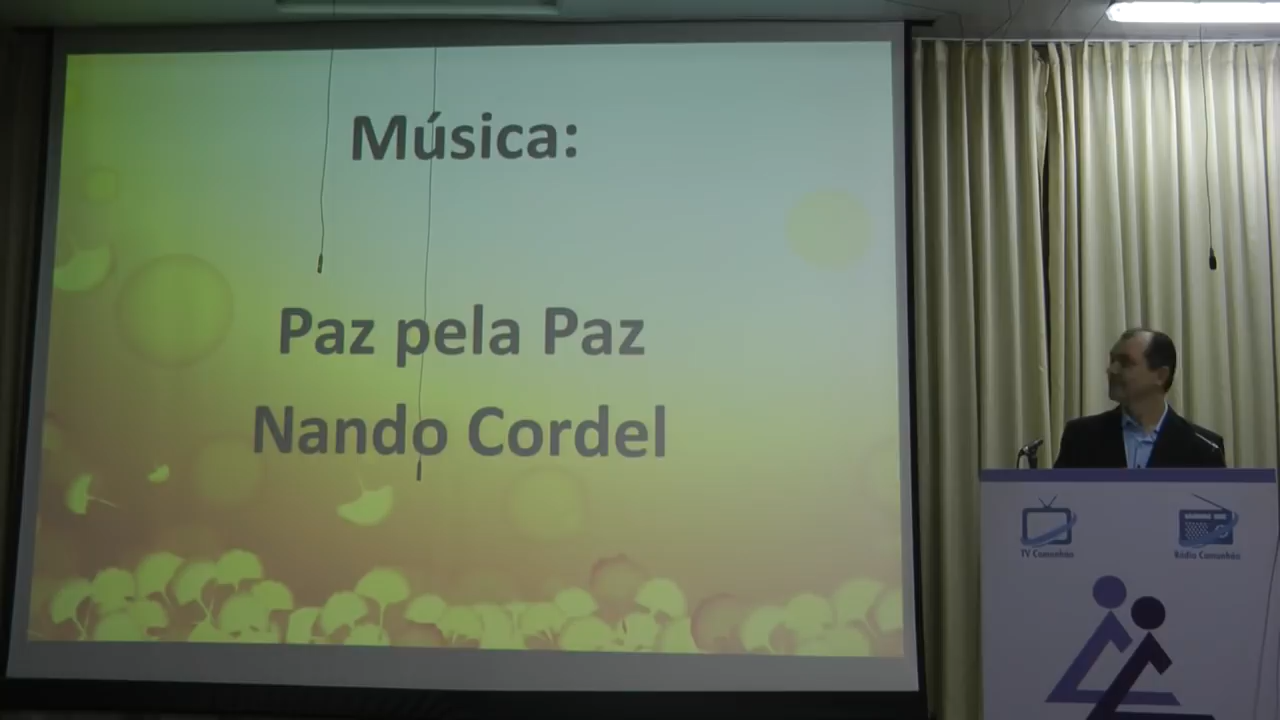 Música:
Paz pela Paz
Nando Cordel
TV Comunhão
Rádio Comunhão